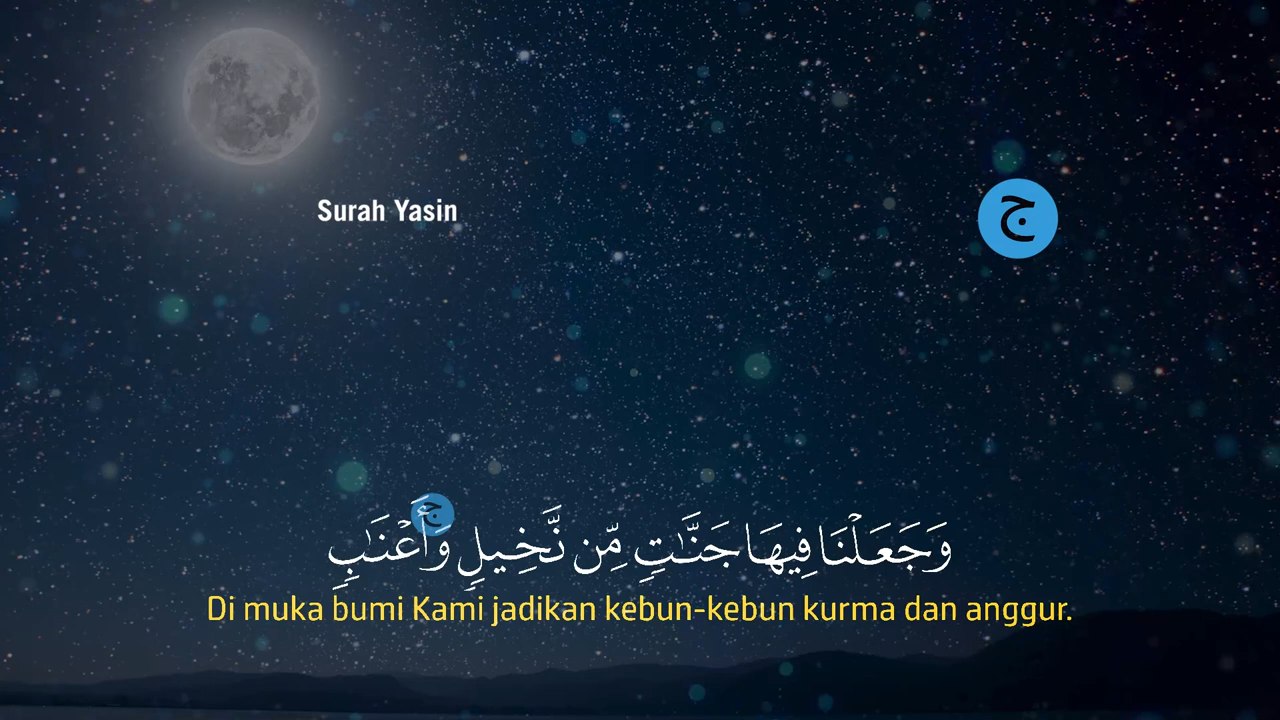 Surah Yasin
ج
ج
وَجَعَلْنَا فِيهَا جَنَّـٰتٍ مِّن نَّخِيلٍ وَأَعْنَـٰبٍ
Di muka bumi Kami jadikan kebun-kebun kurma dan anggur.